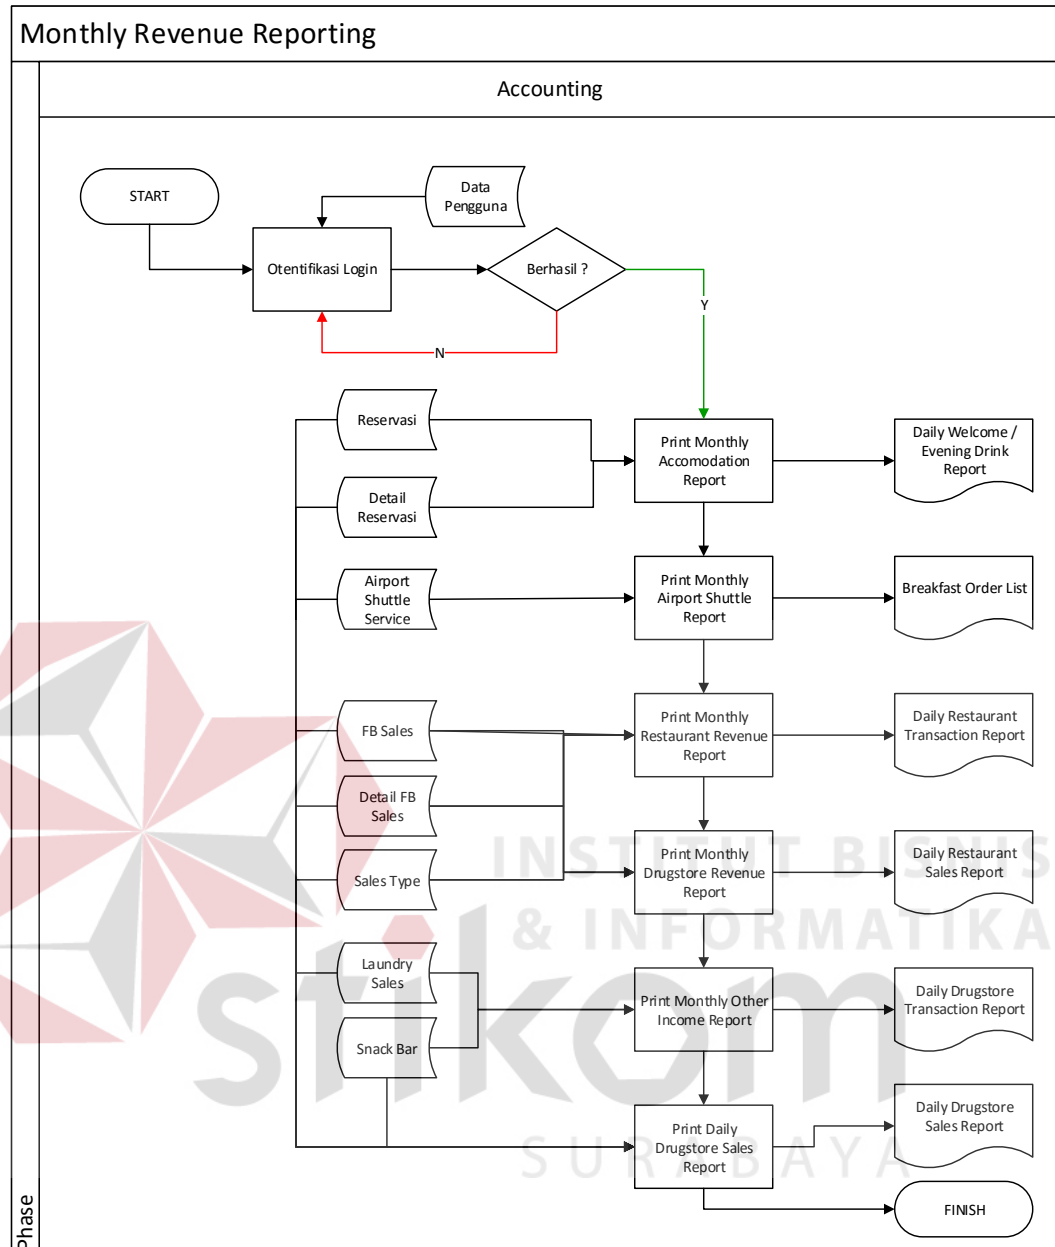 Monthly Revenue Reporting
Accounting
START
Data
Pengguna
Otentifikasi Login
Berhasil ?
Y
N
Reservasi
Print Monthly
Accomodation
Report
Daily Welcome /
Evening Drink
Report
Detail
Reservasi
Airport
Shuttle
Service
Print Monthly
Airport Shuttle
Report
Breakfast Order List
FB Sales
Print Monthly
Restaurant Revenue
Report
Daily Restaurant
Transaction Report
Detail FB
Sales
Sales Type
Print Monthly
Drugstore Revenue
Report
Daily Restaurant
Sales Report
Laundry
Sales
Print Monthly Other
Income Report
Daily Drugstore
Transaction Report
Snack Bar
Print Daily
Drugstore Sales
Report
Daily Drugstore
Sales Report
FINISH
Phase
INSTITUT BISNIS
& INFORMATIKA
stikom
SURABAYA